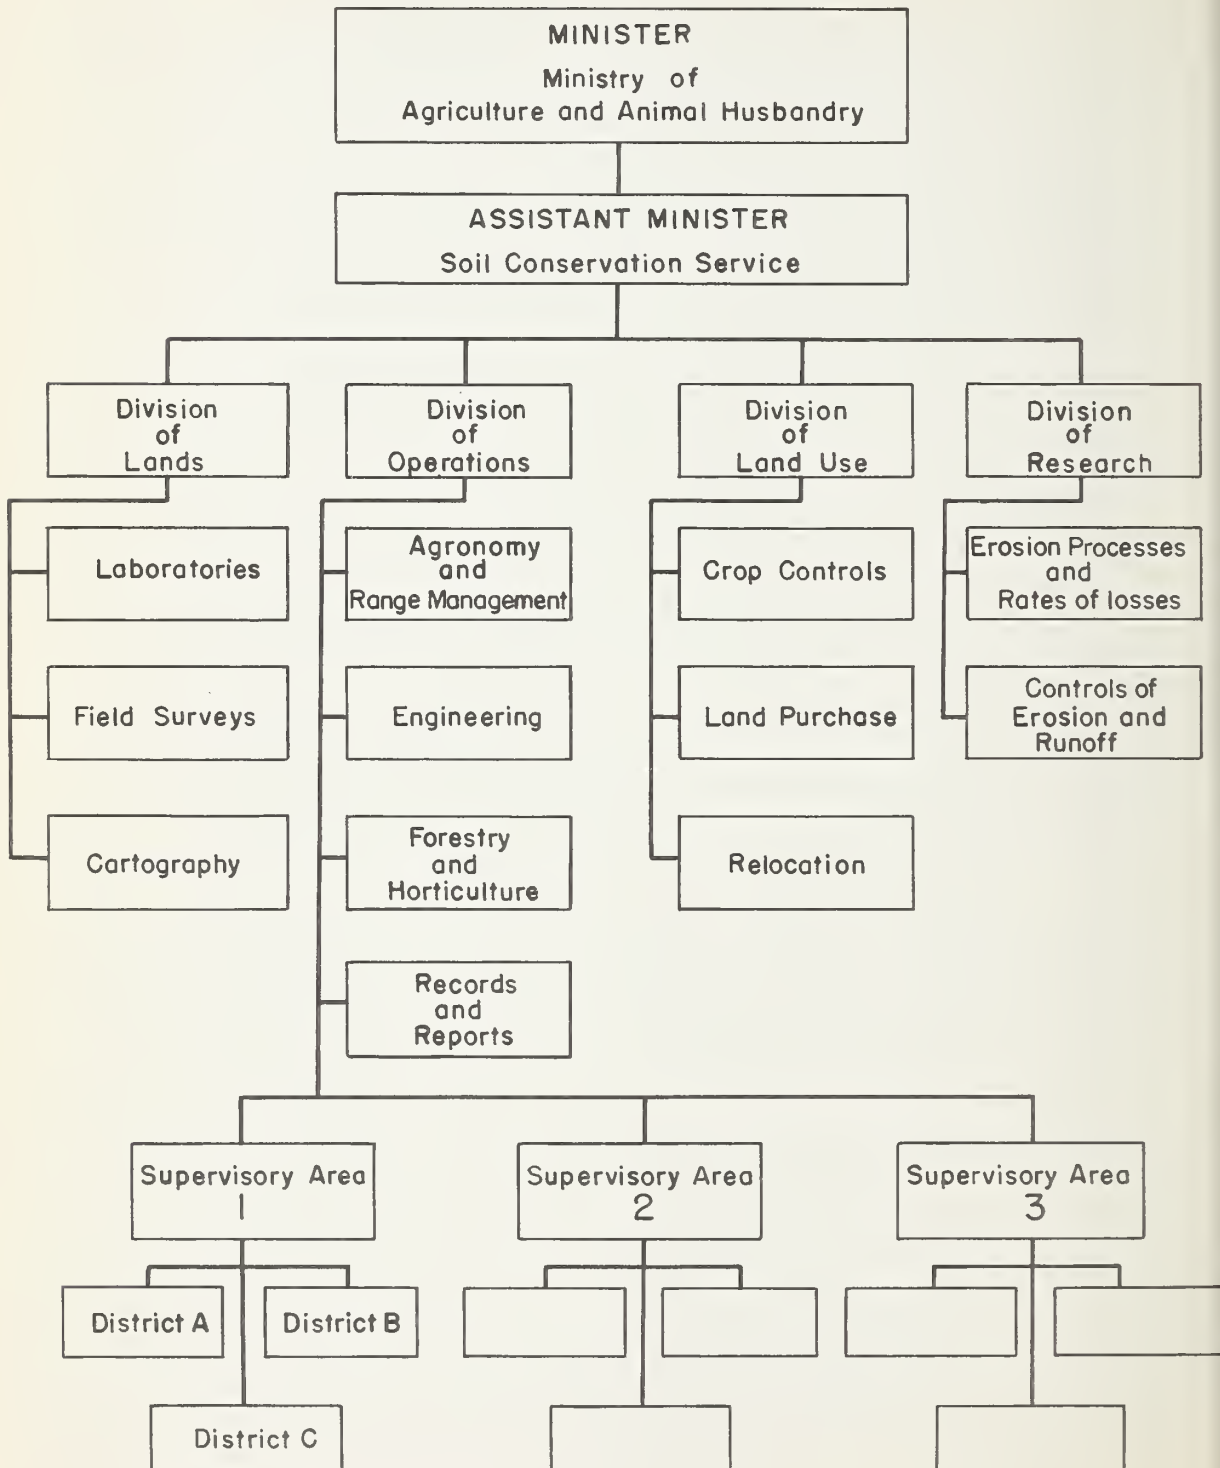 MINISTER
Ministry of
Agriculture and Animal Husbandry
ASSISTANT MINISTER
Soil Conservation Service
Division
of
Lands
Division
of
Operations
Division
of
Land Use
Division
of
Research
Laboratories
Agronomy
and
Range Management
Crop Controls
Erosion Processes
and
Rates of losses
Field Surveys
Engineering
Land Purchase
Controls of
Erosion and
Runoff
Cartography
Forestry
and
Horticulture
Relocation
Records
and
Reports
Supervisory Area
1
Supervisory Area
2
Supervisory Area
3
District A
District B
District C